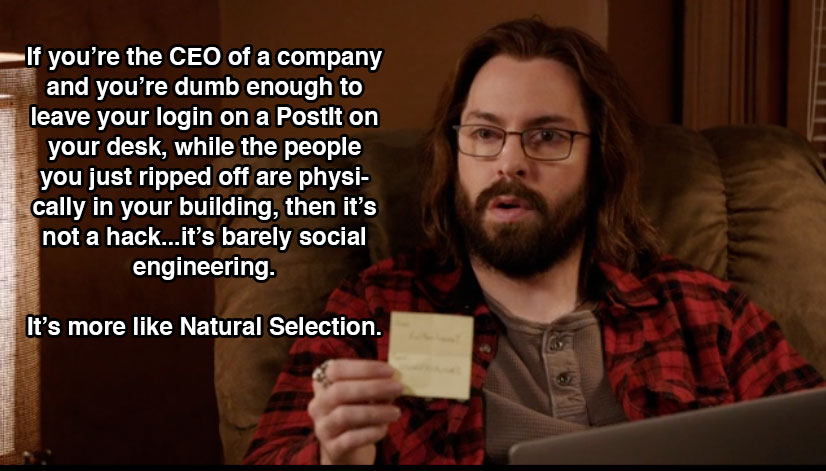 If you’re the CEO of a company
and you’re dumb enough to
leave your login on a PostIt on
your desk, while the people
you just ripped off are physi-
cally in your building, then it’s
not a hack...it’s barely social
engineering.
It’s more like Natural Selection.